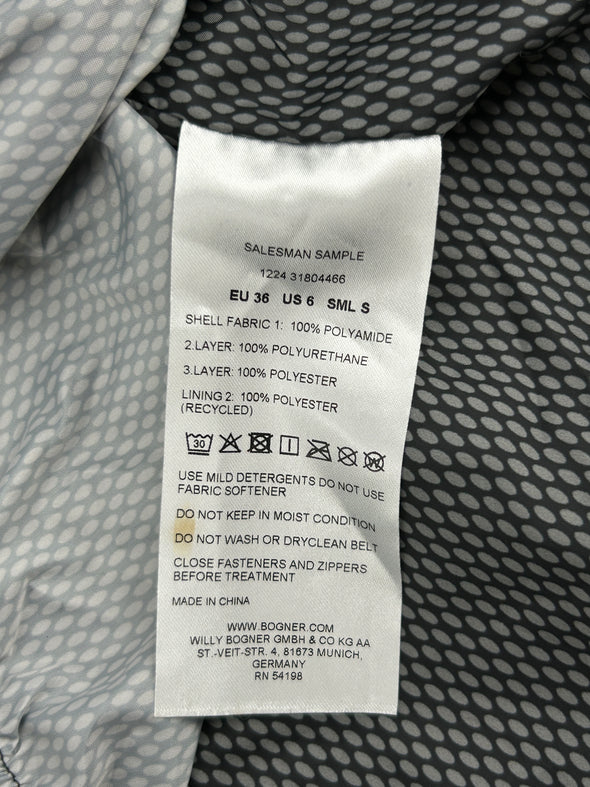 SALESMAN SAMPLE
1224 31804466
EU 36 US 6 SML S
SHELL FABRIC 1: 100% POLYAMIDE
2.LAYER: 100% POLYURETHANE
3.LAYER: 100% POLYESTER
LINING 2: 100% POLYESTER
(RECYCLED)
30 W
USE MILD DETERGENTS DO NOT USE
FABRIC SOFTENER
DO NOT KEEP IN MOIST CONDITION
DO NOT WASH OR DRYCLEAN BELT
CLOSE FASTENERS AND ZIPPERS
BEFORE TREATMENT
MADE IN CHINA
WWW.BOGNER.COM
WILLY BOGNER GMBH & CO KG AA
ST.-VEIT-STR. 4, 81673 MUNICH,
GERMANY
RN 54198